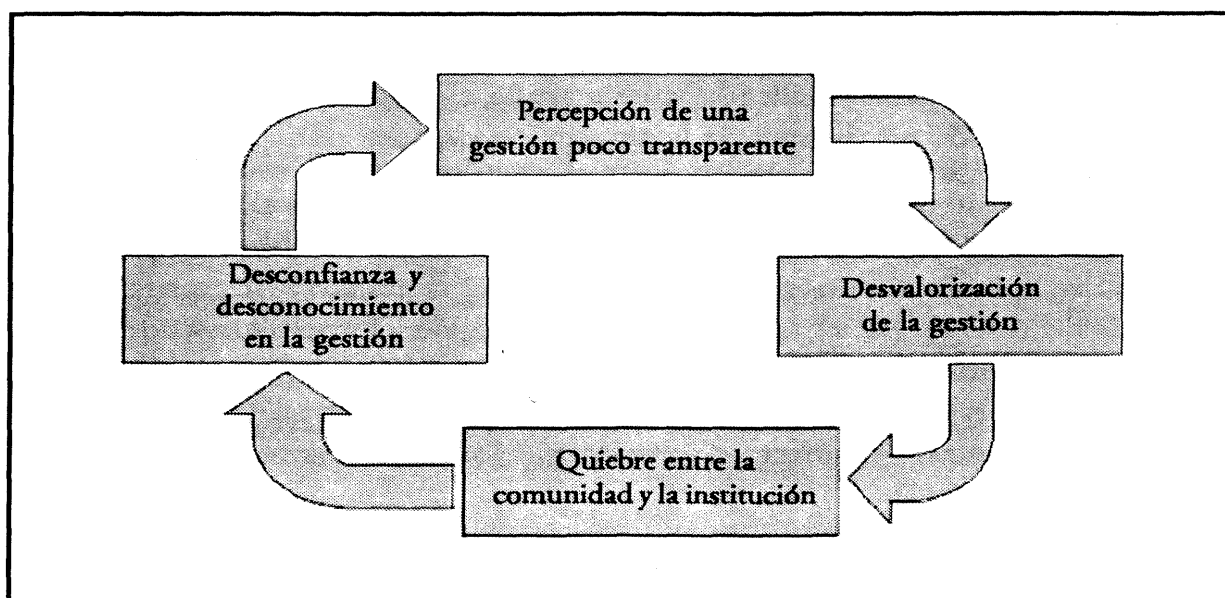 Percepción de una
gestión poco transparente
Desconfianza y
desconocimiento
en la gestión
Desvalorización
de la gestión
Quiebre entre la
comunidad y la institución